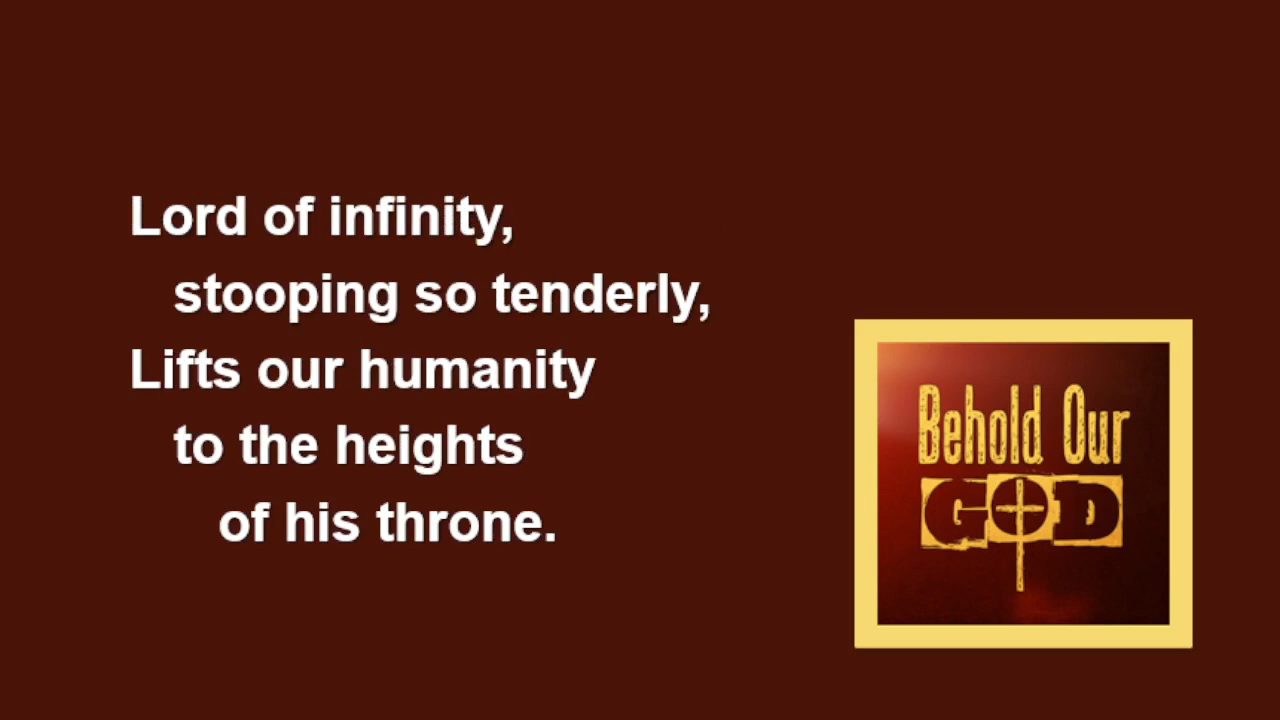 Lord of infinity,
stooping so tenderly,
Lifts our humanity
to the heights
of his throne.
Behold Our
GOD